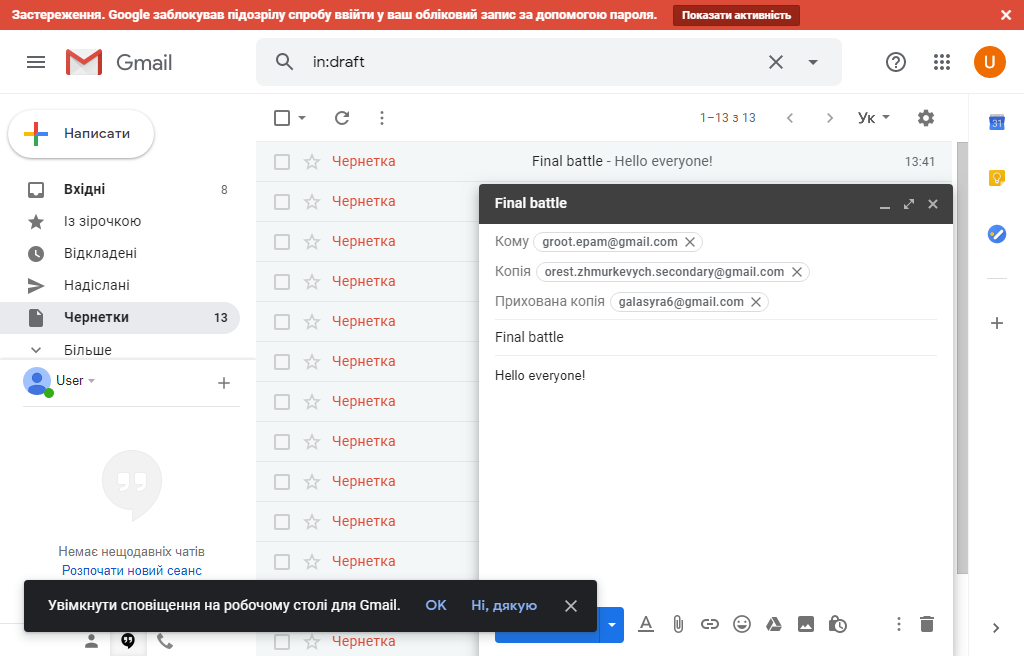 Застереження. Google заблокував підозрілу спробу ввійти у ваш обліковий запис за допомогою пароля. Показати активність
Gmail
in:draft
U
Написати
1–13 з 13
Ук
31
Вхідні 8
Із зірочкою
Відкладені
Надіслані
Чернетки 13
Більше
User
Немає нещодавніх чатів
Розпочати новий сеанс
Чернетка Final battle - Hello everyone! 13:41
Чернетка
Чернетка
Чернетка
Чернетка
Чернетка
Чернетка
Чернетка
Чернетка
Чернетка
Чернетка
Чернетка
Final battle
Кому groot.epam@gmail.com
Копія orest.zhmurkevych.secondary@gmail.com
Прихована копія galasyra6@gmail.com
Final battle
Hello everyone!
Увімкнути сповіщення на робочому столі для Gmail. OK Ні, дякую